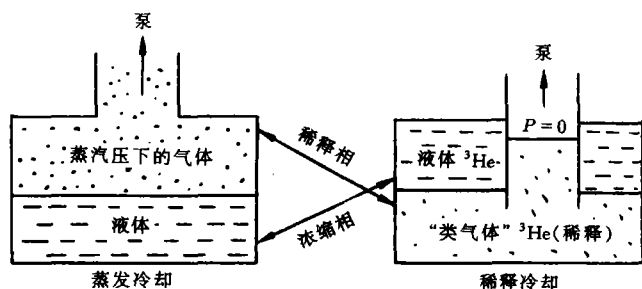 泵
蒸汽压下的气体
液体
蒸发冷却
稀释相
浓缩相
泵
P=0
液体 ³He
“类气体”³He(稀释)
稀释冷却